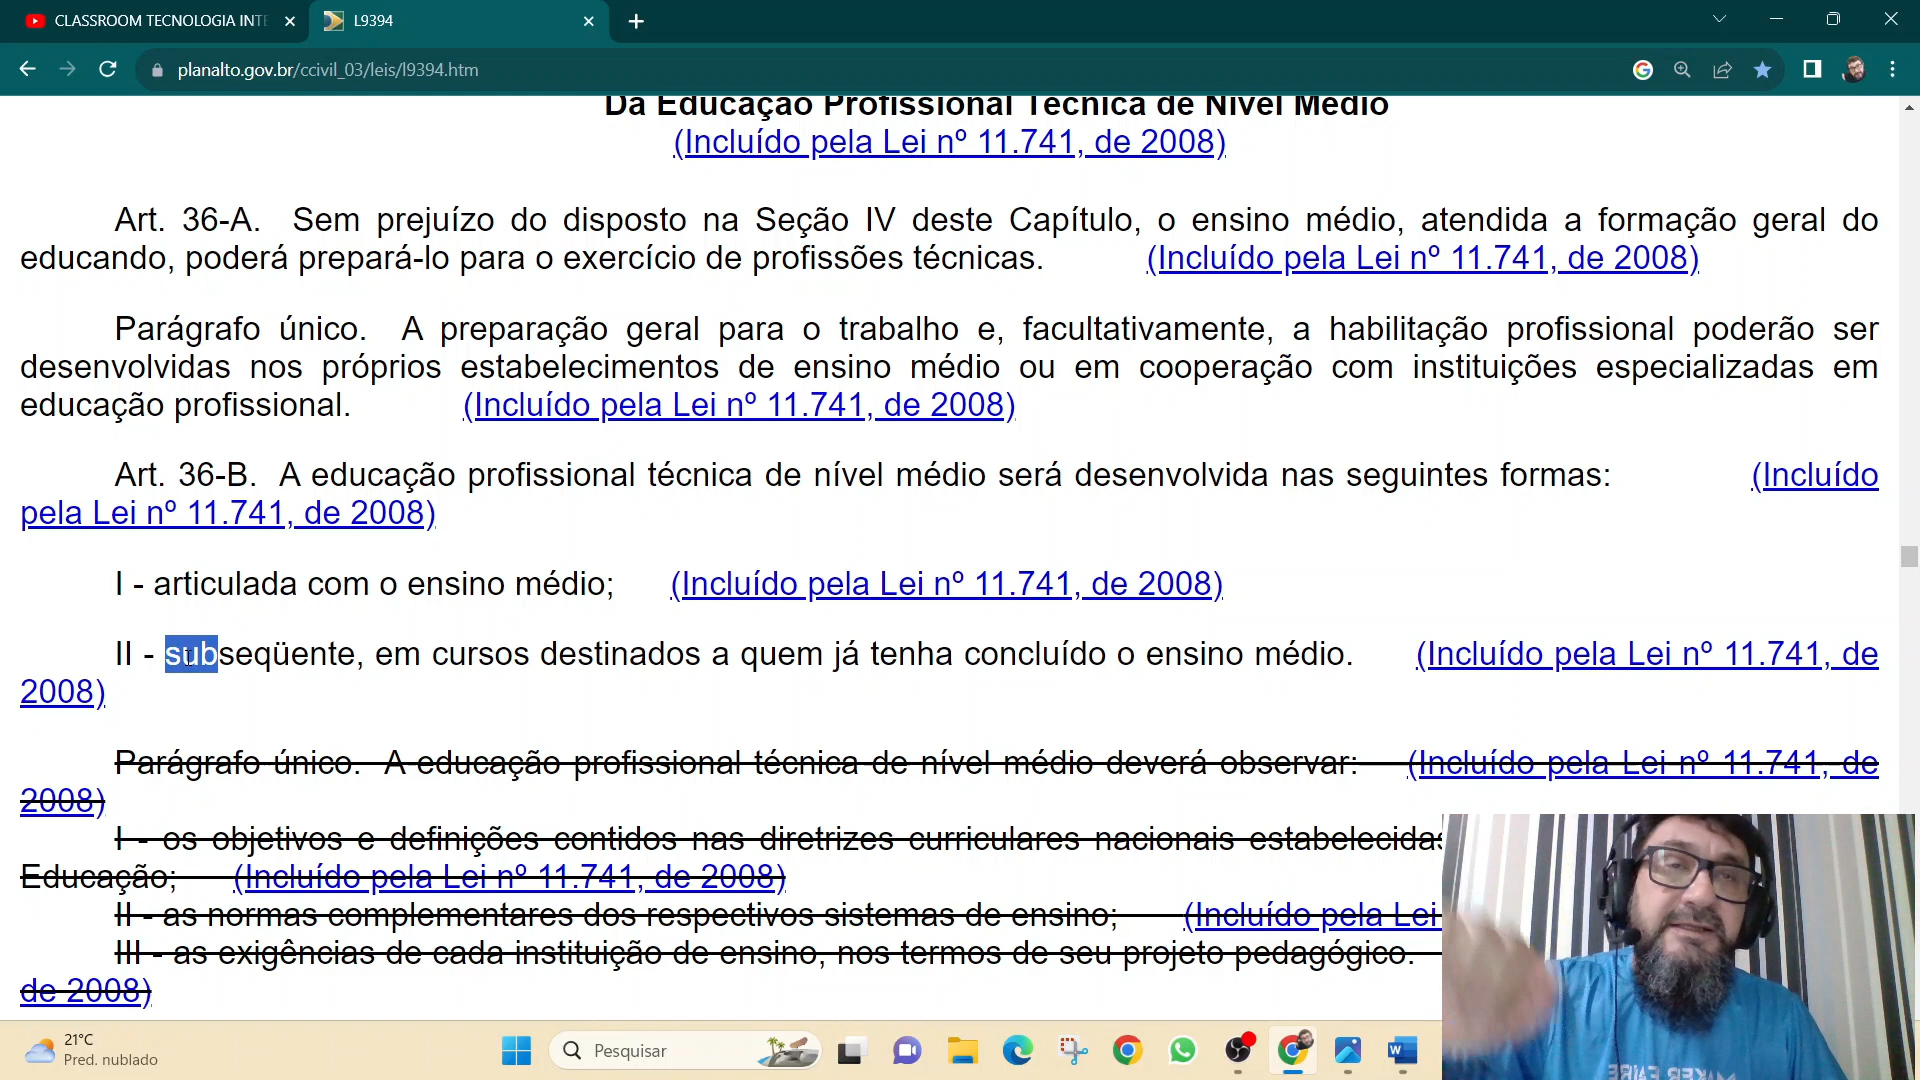 CLASSROOM TECNOLOGIA INTE
L9394
planalto.gov.br/ccivil_03/leis/l9394.htm
Da Educação Profissional Técnica de Nível Médio
(Incluído pela Lei nº 11.741, de 2008)
Art. 36-A. Sem prejuízo do disposto na Seção IV deste Capítulo, o ensino médio, atendida a formação geral do
educando, poderá prepará-lo para o exercício de profissões técnicas. (Incluído pela Lei nº 11.741, de 2008)
Parágrafo único. A preparação geral para o trabalho e, facultativamente, a habilitação profissional poderão ser
desenvolvidas nos próprios estabelecimentos de ensino médio ou em cooperação com instituições especializadas em
educação profissional. (Incluído pela Lei nº 11.741, de 2008)
Art. 36-B. A educação profissional técnica de nível médio será desenvolvida nas seguintes formas: (Incluído
pela Lei nº 11.741, de 2008)
I - articulada com o ensino médio; (Incluído pela Lei nº 11.741, de 2008)
II - subseqüente, em cursos destinados a quem já tenha concluído o ensino médio. (Incluído pela Lei nº 11.741, de
2008)
Parágrafo único. A educação profissional técnica de nível médio deverá observar: (Incluído pela Lei nº 11.741, de
2008)
I - os objetivos e definições contidos nas diretrizes curriculares nacionais estabelecidas
Educação; (Incluído pela Lei nº 11.741, de 2008)
II - as normas complementares dos respectivos sistemas de ensino; (Incluído pela Lei
III - as exigências de cada instituição de ensino, nos termos de seu projeto pedagógico.
de 2008)
21°C
Pred. nublado
Pesquisar
MAKER FAIRE